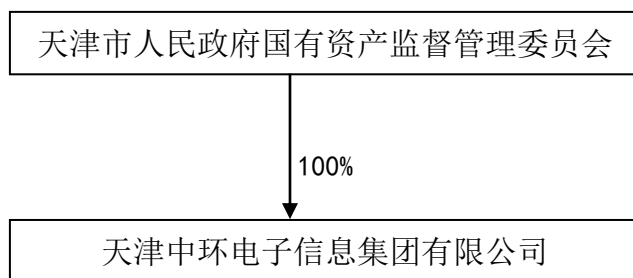 天津市人民政府国有资产监督管理委员会
100%
天津中环电子信息集团有限公司